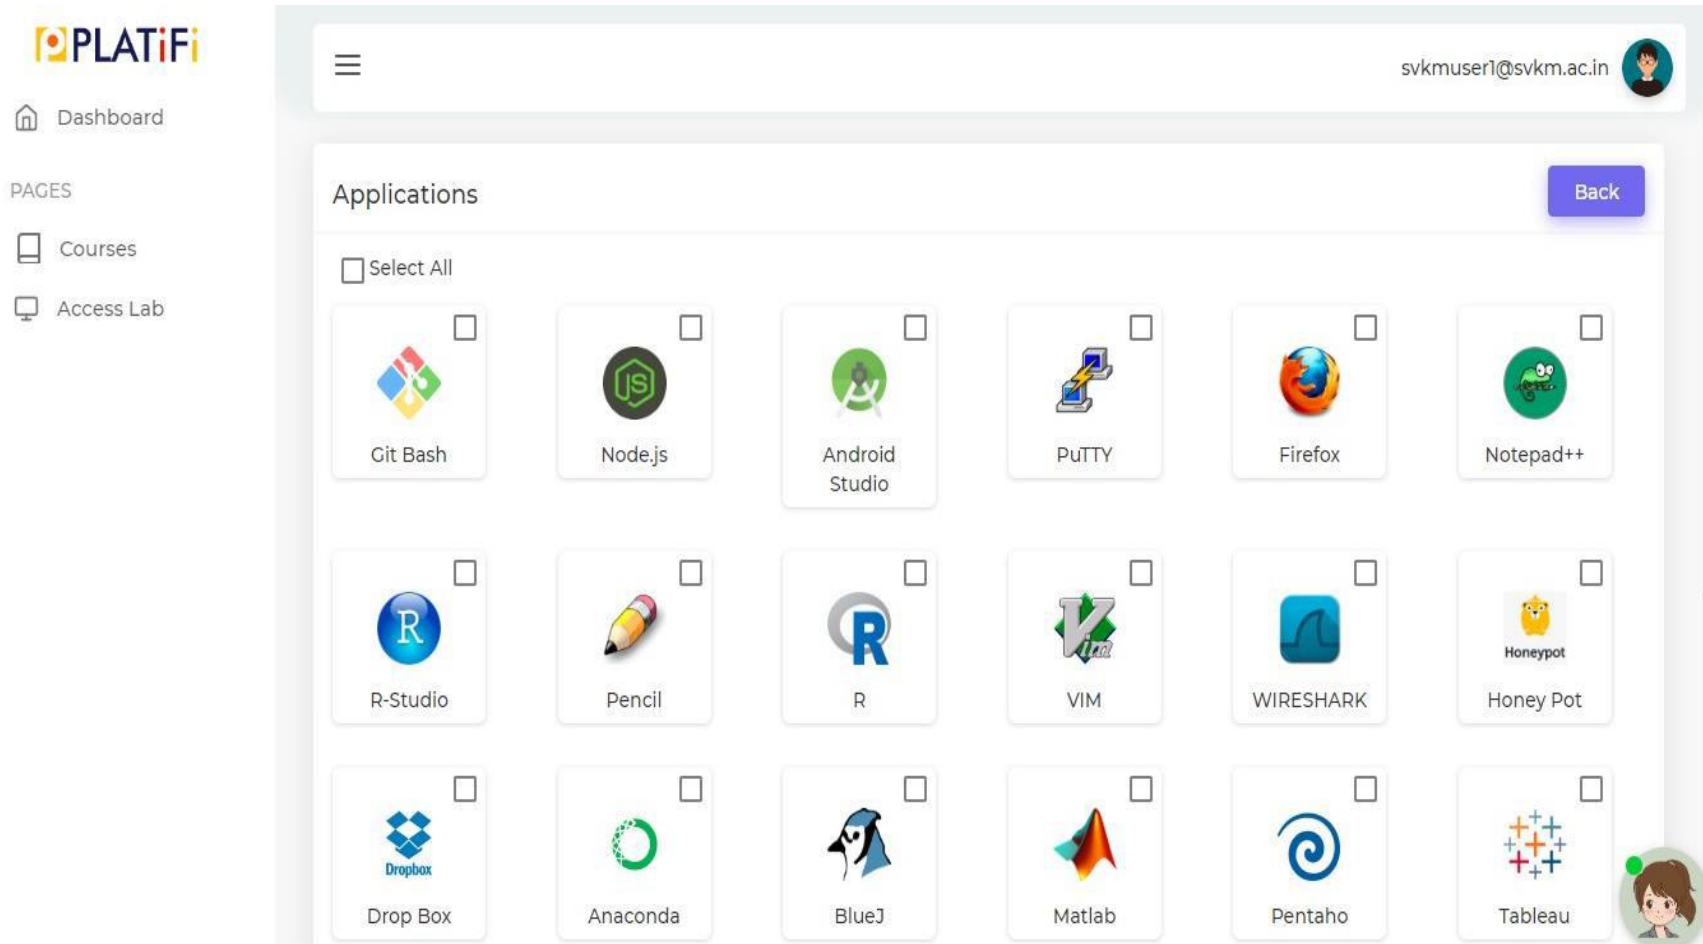 PLATiFi
svkmuser1@svkm.ac.in
Dashboard
PAGES
Courses
Access Lab
Applications
Back
Select All
Git Bash
Node.js
JS
Android
Studio
PuTTY
Firefox
Notepad++
R
R-Studio
Pencil
R
R
Vim
VIM
WIRESHARK
Honeypot
Honey Pot
Dropbox
Drop Box
Anaconda
BlueJ
Matlab
Pentaho
Tableau